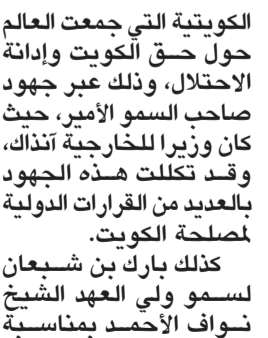 الكويتية التي جمعت العالم
حول حق الكويت وإدانة
الاحتلال، وذلك عبر جهود
صاحب السمو الأمير، حيث
كان وزيرا للخارجية آنذاك،
وقد تكللت هذه الجهود
بالعديد من القرارات الدولية
لمصلحة الكويت.
كذلك بارك بن شبعان
لسمو ولي العهد الشيخ
نواف الأحمد بمناسبة